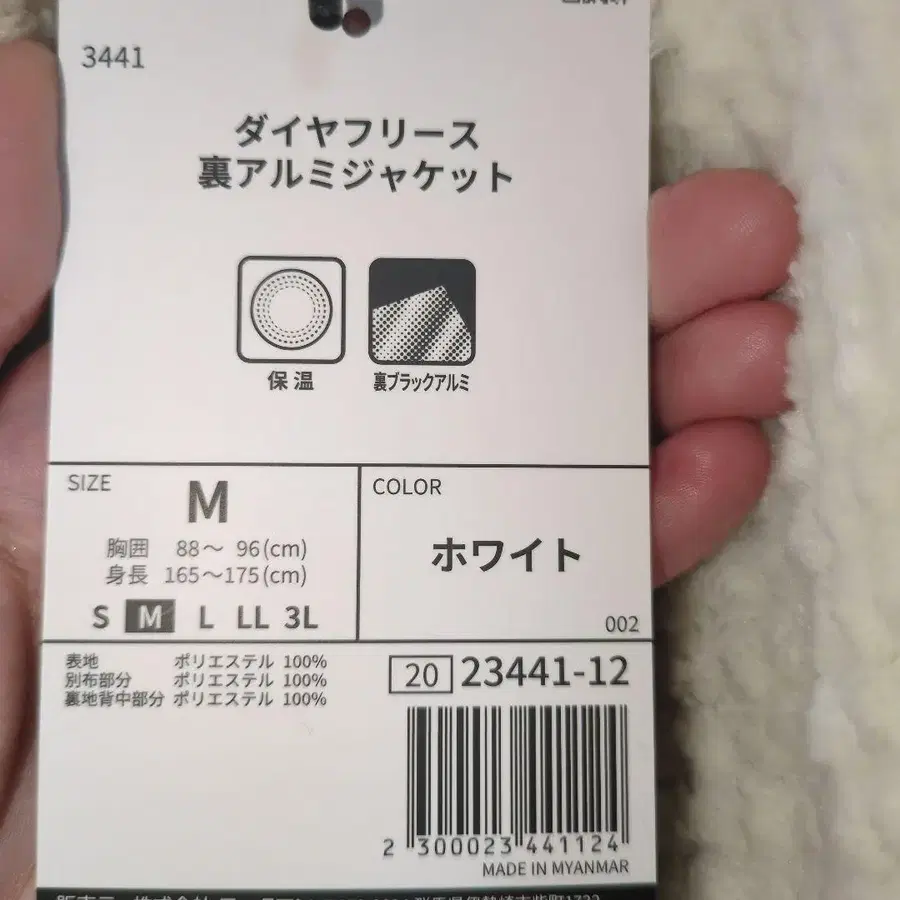 3441
ダイヤフリース
裏アルミジャケット
保温
裏ブラックアルミ
SIZE
M
胸囲 88～ 96(cm)
身長 165～175(cm)
S M L LL 3L
COLOR
ホワイト
002
表地 ポリエステル 100%
別布部分 ポリエステル 100%
裏地背中部分 ポリエステル 100%
20 23441-12
2 300023 441124
MADE IN MYANMAR